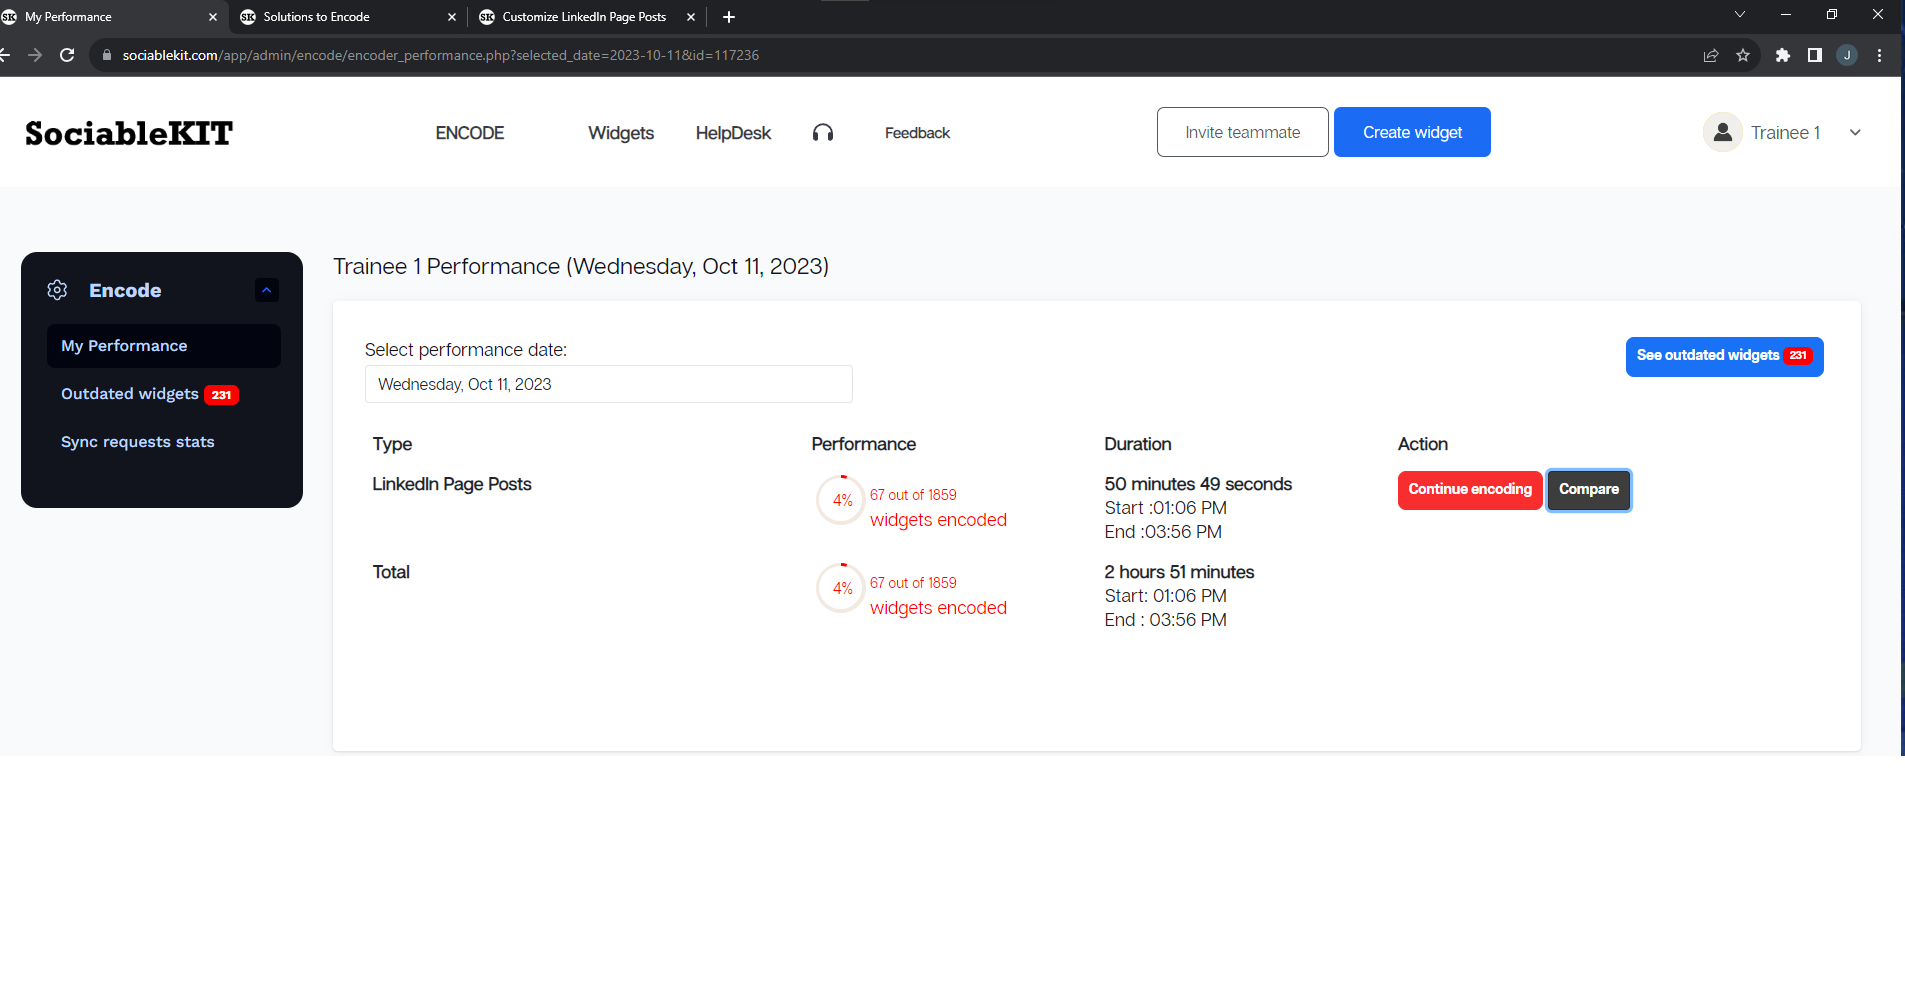 My Performance
Solutions to Encode
Customize LinkedIn Page Posts
sociablekit.com/app/admin/encode/encoder_performance.php?selected_date=2023-10-11&id=117236
J
SociableKIT
ENCODE
Widgets
HelpDesk
Feedback
Invite teammate
Create widget
Trainee 1
Encode
My Performance
Outdated widgets 231
Sync requests stats
Trainee 1 Performance (Wednesday, Oct 11, 2023)
Select performance date:
Wednesday, Oct 11, 2023
See outdated widgets 231
Type Performance Duration Action
LinkedIn Page Posts
4%
67 out of 1859
widgets encoded
50 minutes 49 seconds
Start :01:06 PM
End :03:56 PM
Continue encoding
Compare
Total
4%
67 out of 1859
widgets encoded
2 hours 51 minutes
Start: 01:06 PM
End : 03:56 PM